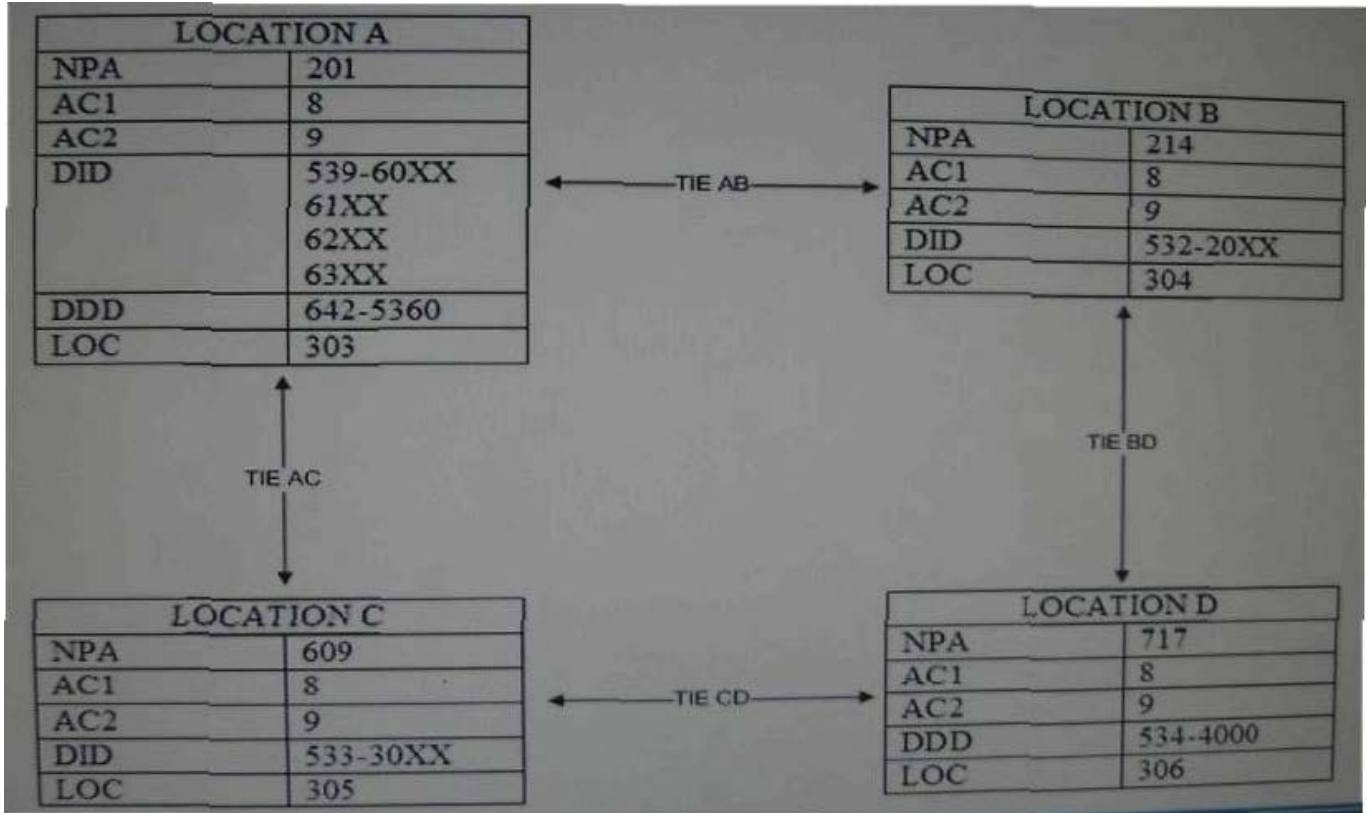 LOCATION A
NPA 201
AC1 8
AC2 9
DID 539-60XX
61XX
62XX
63XX
DDD 642-5360
LOC 303
TIE AB
LOCATION B
NPA 214
AC1 8
AC2 9
DID 532-20XX
LOC 304
TIE AC
TIE BD
LOCATION C
NPA 609
AC1 8
AC2 9
DID 533-30XX
LOC 305
TIE CD
LOCATION D
NPA 717
AC1 8
AC2 9
DDD 534-4000
LOC 306